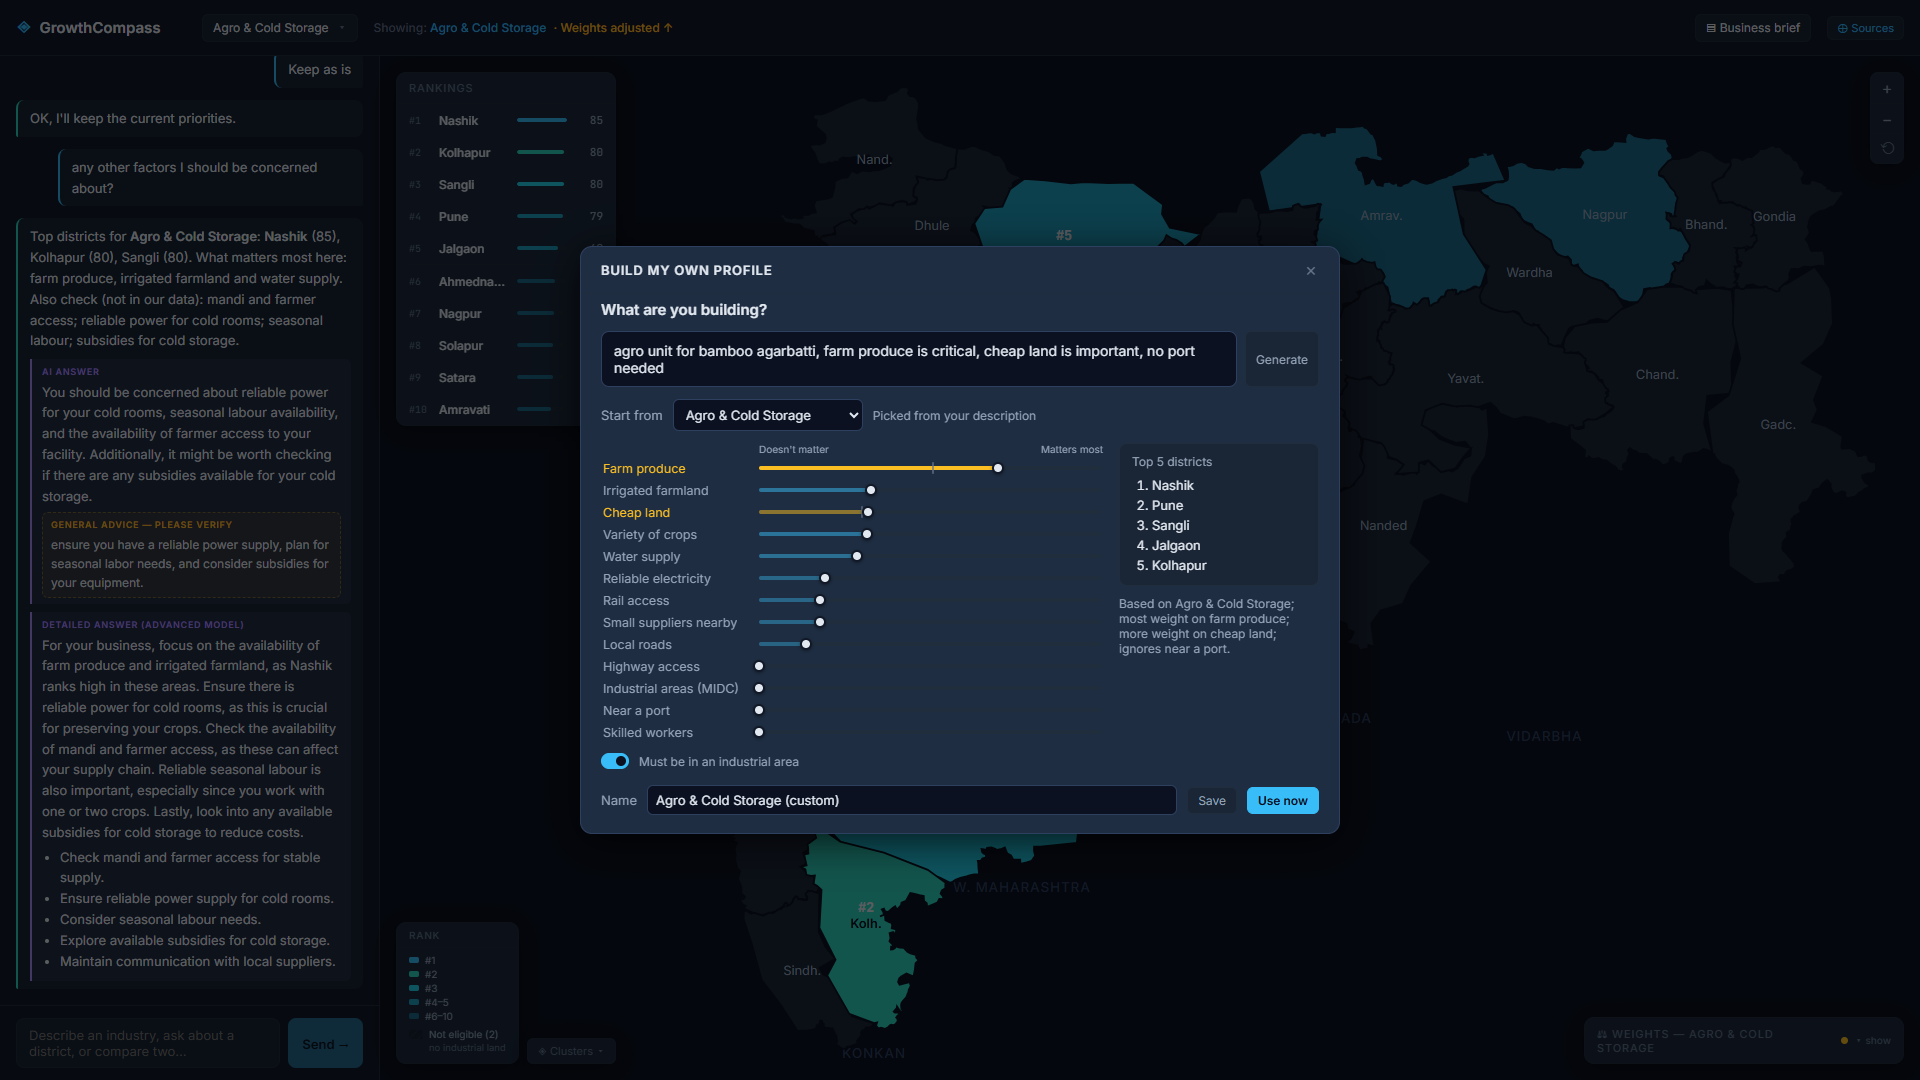 GrowthCompass
Agro & Cold Storage
Showing: Agro & Cold Storage · Weights adjusted ↑
Business brief
Sources
Keep as is
OK, I'll keep the current priorities.
any other factors I should be concerned
about?
Top districts for Agro & Cold Storage: Nashik (85),
Kolhapur (80), Sangli (80). What matters most here:
farm produce, irrigated farmland and water supply.
Also check (not in our data): mandi and farmer
access; reliable power for cold rooms; seasonal
labour; subsidies for cold storage.
AI ANSWER
You should be concerned about reliable power
for your cold rooms, seasonal labour availability,
and the availability of farmer access to your
facility. Additionally, it might be worth checking
if there are any subsidies available for your cold
storage.
GENERAL ADVICE — PLEASE VERIFY
ensure you have a reliable power supply, plan for
seasonal labor needs, and consider subsidies for
your equipment.
DETAILED ANSWER (ADVANCED MODEL)
For your business, focus on the availability of
farm produce and irrigated farmland, as Nashik
ranks high in these areas. Ensure there is
reliable power for cold rooms, as this is crucial
for preserving your crops. Check the availability
of mandi and farmer access, as these can affect
your supply chain. Reliable seasonal labour is
also important, especially since you work with
one or two crops. Lastly, look into any available
subsidies for cold storage to reduce costs.
• Check mandi and farmer access for stable
supply.
• Ensure reliable power supply for cold rooms.
• Consider seasonal labour needs.
• Explore available subsidies for cold storage.
• Maintain communication with local suppliers.
Describe an industry, ask about a
district, or compare two...
Send →
RANKINGS
#1 Nashik 85
#2 Kolhapur 80
#3 Sangli 80
#4 Pune 79
#5 Jalgaon
#6 Ahmedna...
#7 Nagpur
#8 Solapur
#9 Satara
#10 Amravati
Nand.
Dhule
#5
Amrav.
Nagpur
Bhand.
Gondia
Wardha
Yavat.
Chand.
Gadc.
Nanded
VIDARBHA
ADA
W. MAHARASHTRA
#2
Kolh.
Sindh.
KONKAN
BUILD MY OWN PROFILE
×
What are you building?
agro unit for bamboo agarbatti, farm produce is critical, cheap land is important, no port
needed
Generate
Start from Agro & Cold Storage Picked from your description
Doesn't matter Matters most
Farm produce
Irrigated farmland
Cheap land
Variety of crops
Water supply
Reliable electricity
Rail access
Small suppliers nearby
Local roads
Highway access
Industrial areas (MIDC)
Near a port
Skilled workers
Top 5 districts
1. Nashik
2. Pune
3. Sangli
4. Jalgaon
5. Kolhapur
Based on Agro & Cold Storage;
most weight on farm produce;
more weight on cheap land;
ignores near a port.
Must be in an industrial area
Name Agro & Cold Storage (custom) Save Use now
RANK
#1
#2
#3
#4–5
#6–10
Not eligible (2)
no industrial land
Clusters
WEIGHTS — AGRO & COLD
STORAGE
show